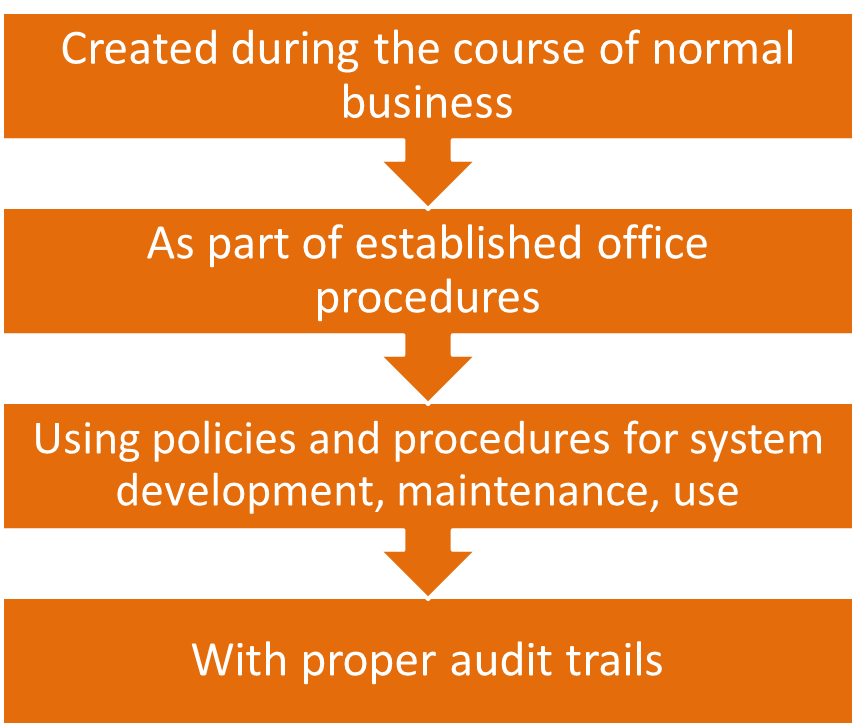 Created during the course of normal
business
As part of established office
procedures
Using policies and procedures for system
development, maintenance, use
With proper audit trails